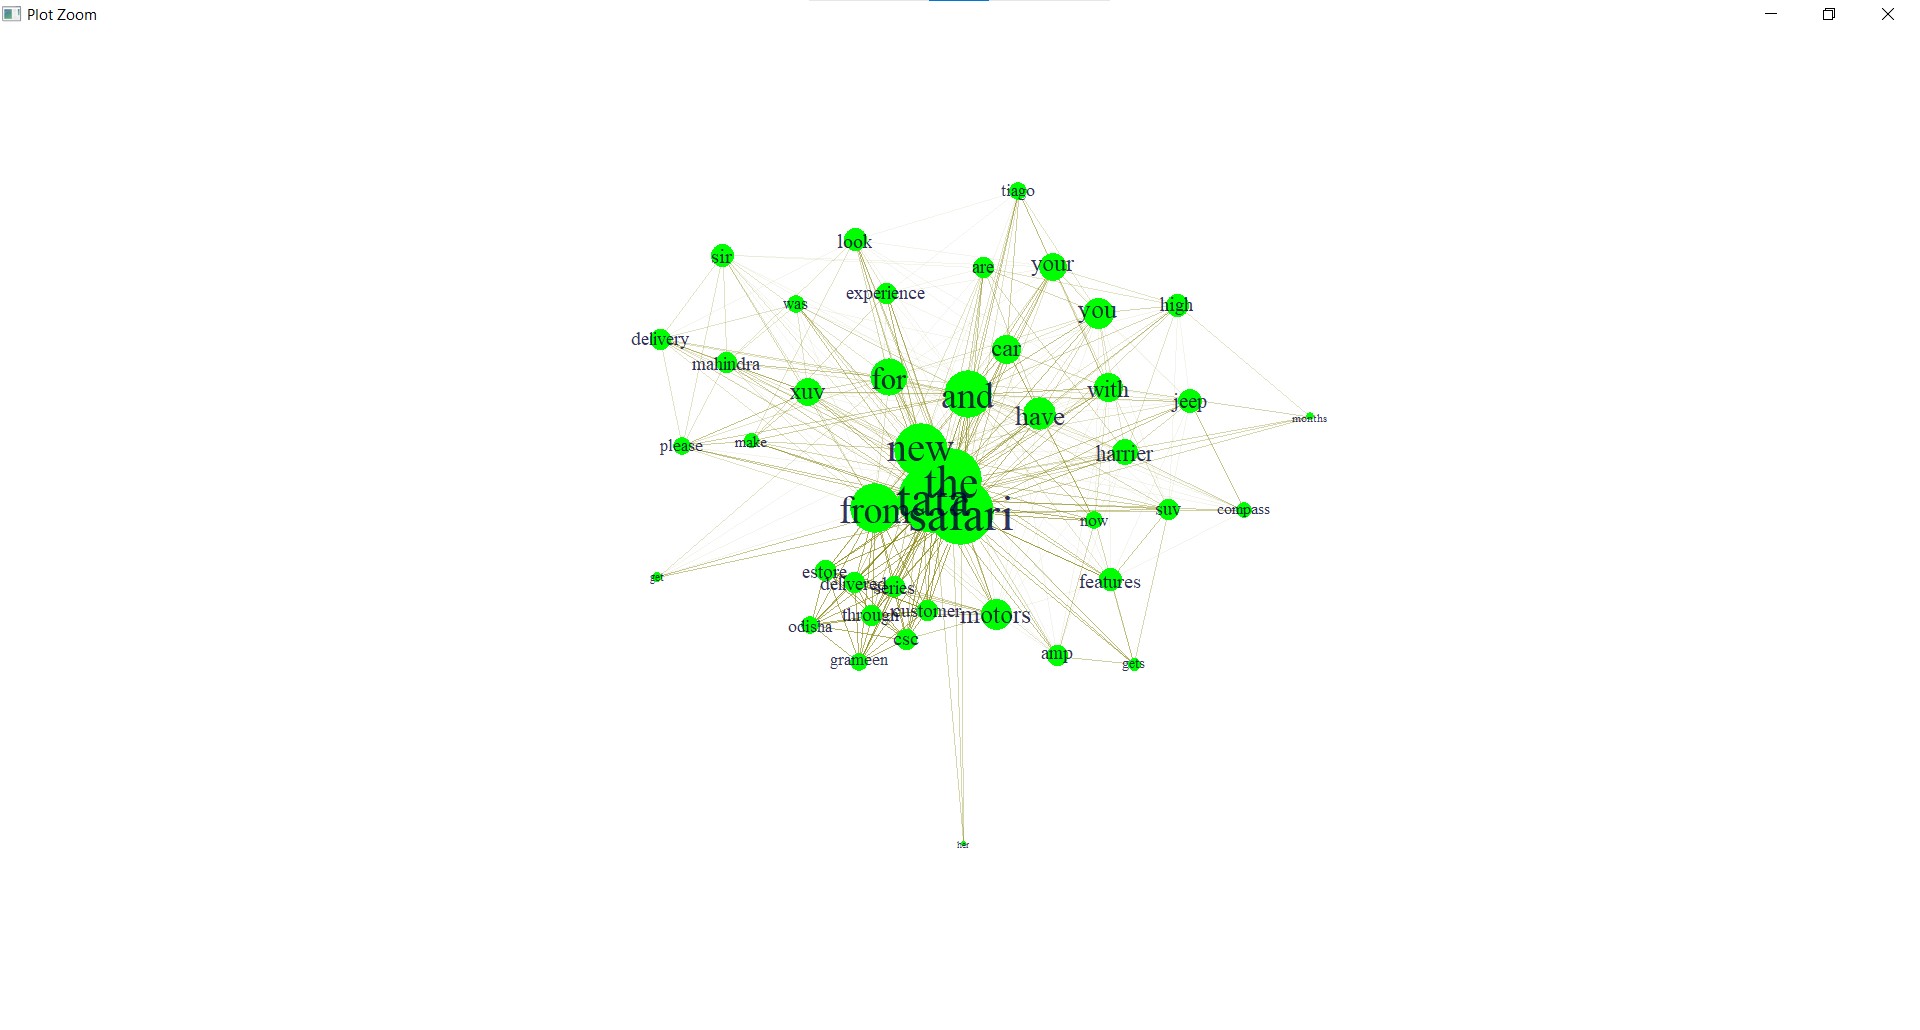 Plot Zoom
tiago
look
sir
are
your
experience
was
you
high
delivery
car
mahindra
for
xuv
and
with
have
jeep
months
please
make
new
harrier
the
tata
from
safari
now
suv
compass
get
estore
delivered
series
features
through
customer
motors
odisha
csc
grameen
amp
gets
her